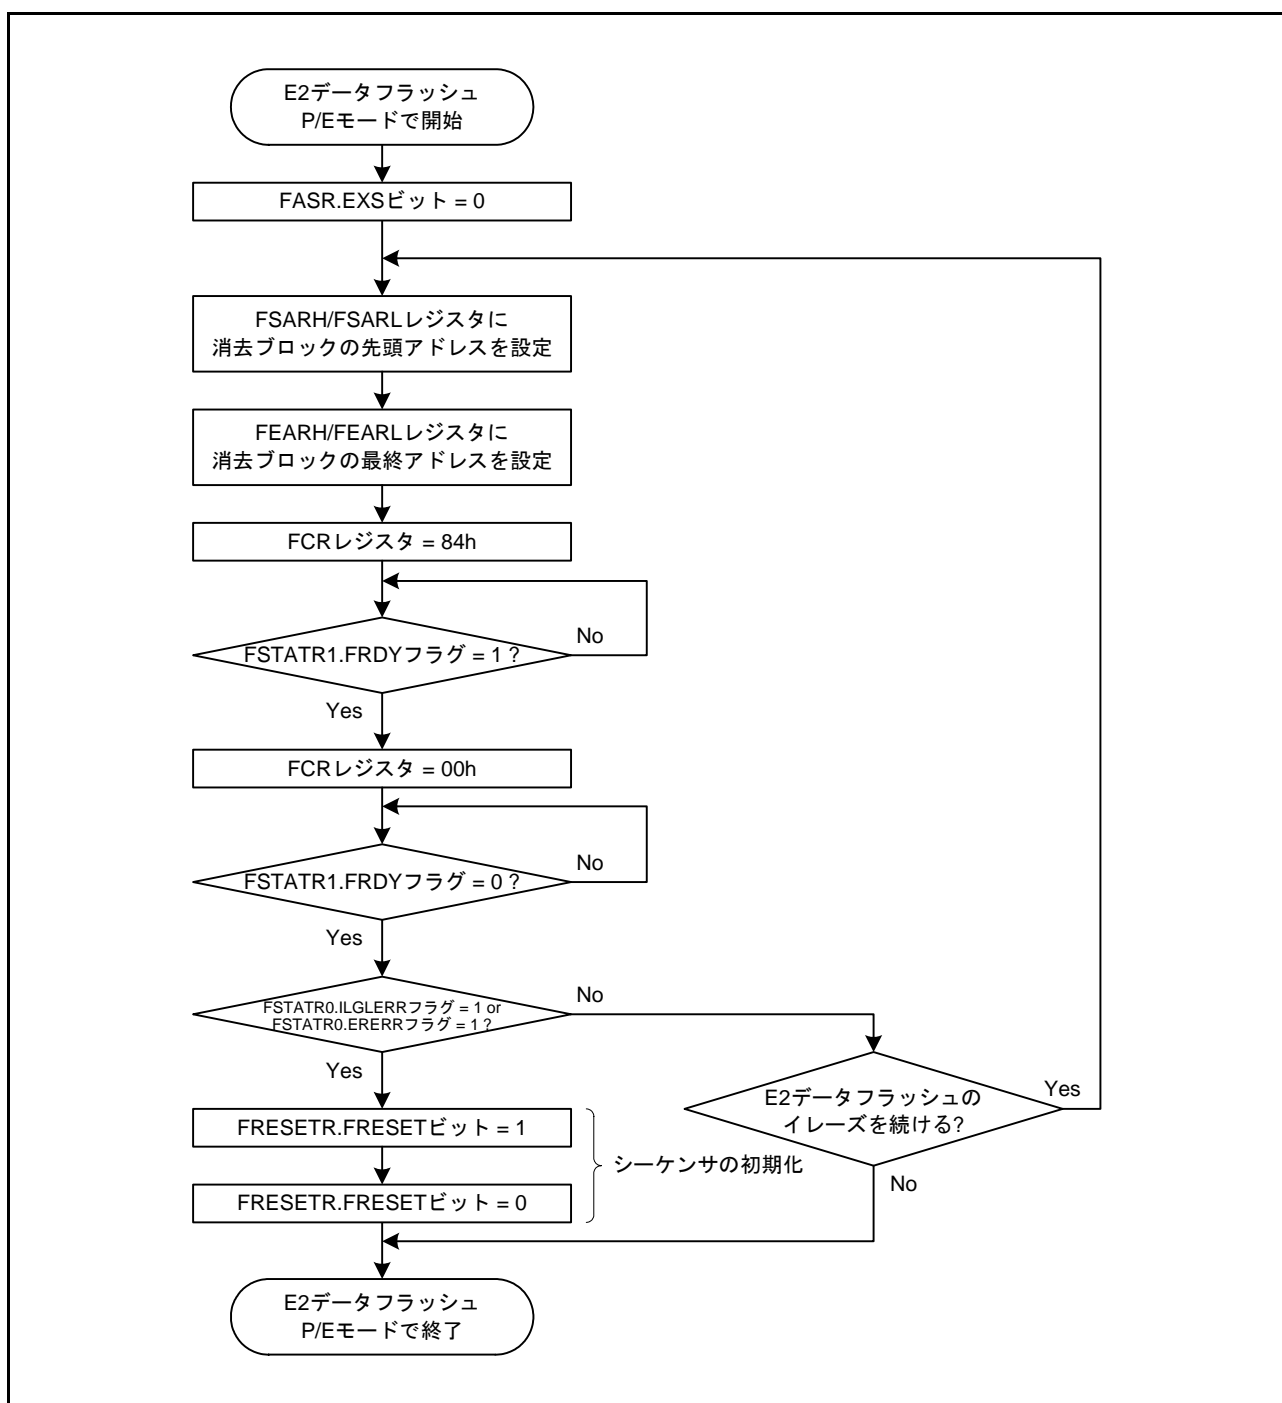 E2データフラッシュ
P/Eモードで開始
FASR.EXSビット = 0
FSARH/FSARLレジスタに
消去ブロックの先頭アドレスを設定
FEARH/FEARLレジスタに
消去ブロックの最終アドレスを設定
FCRレジスタ = 84h
FSTATR1.FRDYフラグ = 1 ?
No
Yes
FCRレジスタ = 00h
FSTATR1.FRDYフラグ = 0 ?
No
Yes
FSTATR0.ILGLERRフラグ = 1 or
FSTATR0.ERERRフラグ = 1 ?
No
Yes
E2データフラッシュの
イレーズを続ける?
Yes
No
FRESETR.FRESETビット = 1
FRESETR.FRESETビット = 0
シーケンサの初期化
E2データフラッシュ
P/Eモードで終了